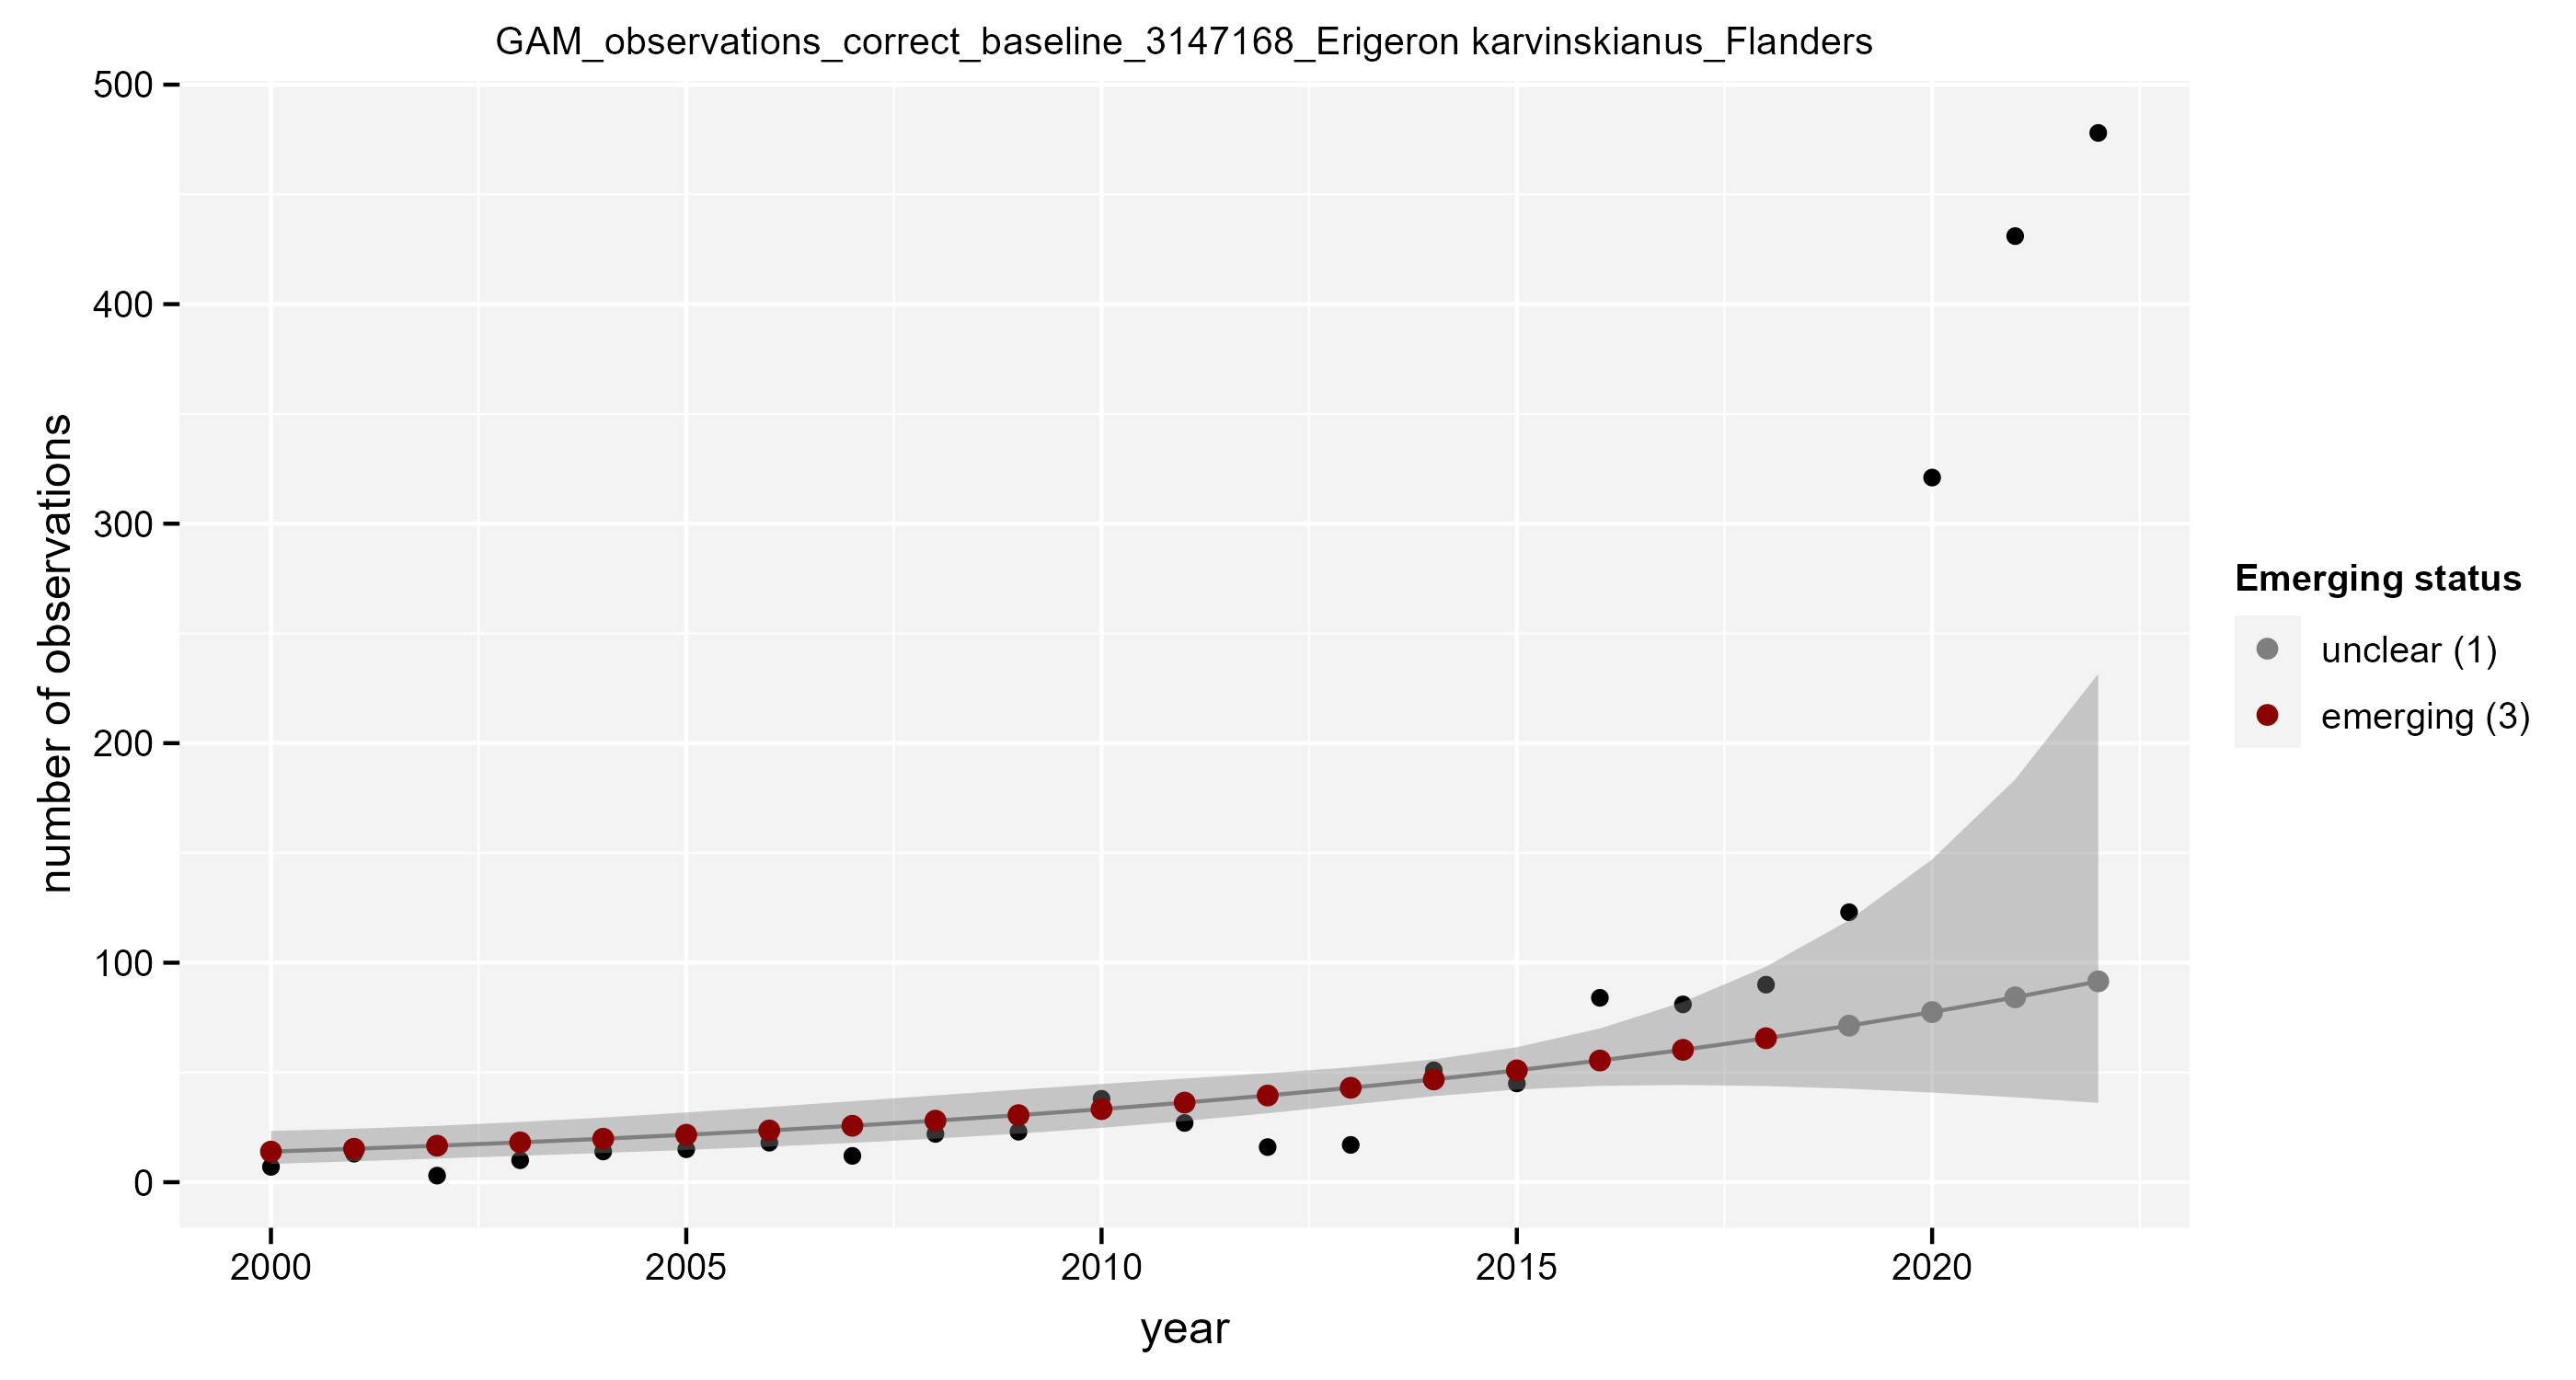 GAM_observations_correct_baseline_3147168_Erigeron karvinskianus_Flanders
500
400
300
200
100
0
number of observations
2000 2005 2010 2015 2020
year
Emerging status
unclear (1)
emerging (3)